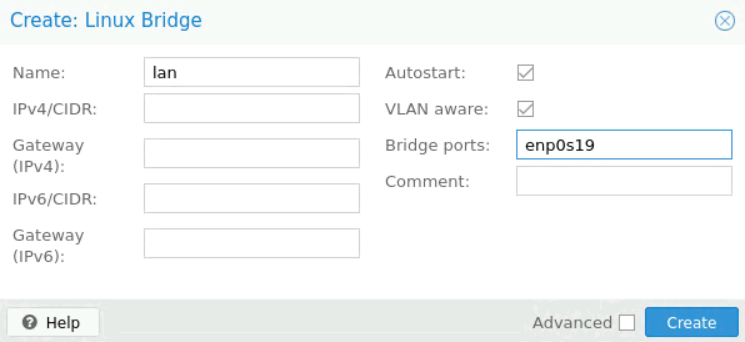 Create: Linux Bridge
Name: lan
Autostart:
IPv4/CIDR:
VLAN aware:
Gateway
(IPv4):
Bridge ports: enp0s19
IPv6/CIDR:
Comment:
Gateway
(IPv6):
Help
Advanced
Create